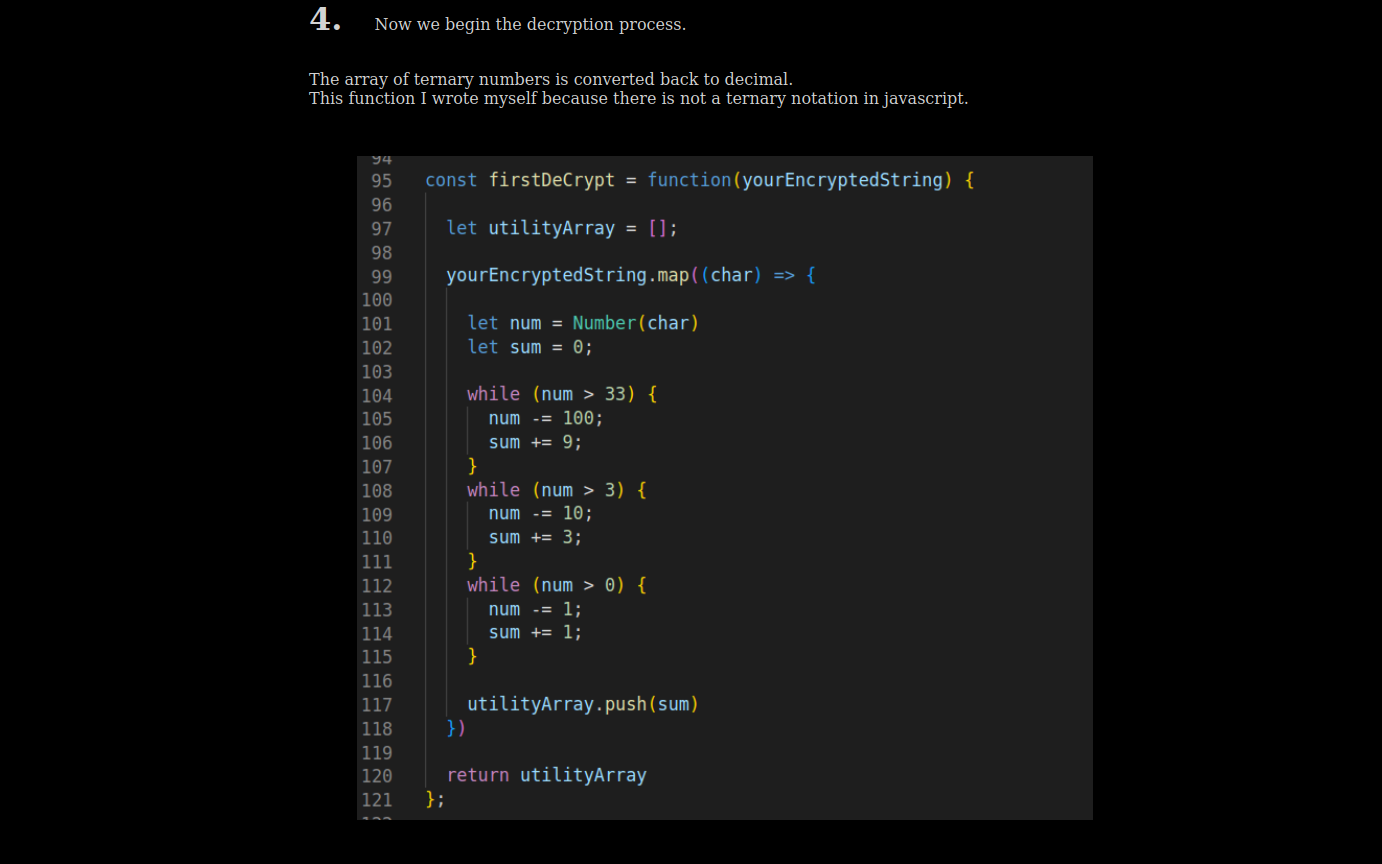 4. Now we begin the decryption process.
The array of ternary numbers is converted back to decimal.
This function I wrote myself because there is not a ternary notation in javascript.
94
95 const firstDeCrypt = function(yourEncryptedString) {
96
97 let utilityArray = [];
98
99 yourEncryptedString.map((char) => {
100
101 let num = Number(char)
102 let sum = 0;
103
104 while (num > 33) {
105 num -= 100;
106 sum += 9;
107 }
108 while (num > 3) {
109 num -= 10;
110 sum += 3;
111 }
112 while (num > 0) {
113 num -= 1;
114 sum += 1;
115 }
116
117 utilityArray.push(sum)
118 })
119
120 return utilityArray
121 };